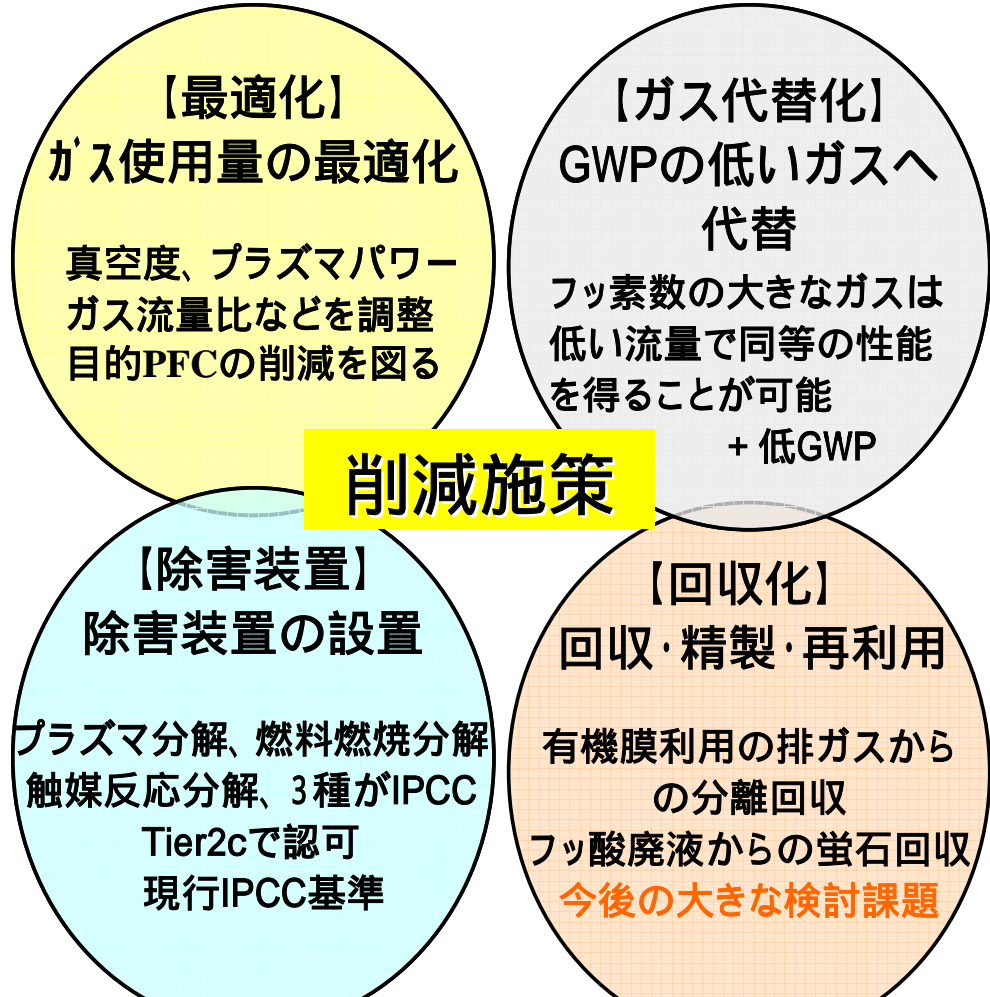 【最適化】
ｶﾞｽ使用量の最適化
真空度、プラズマパワー
ガス流量比などを調整
目的PFCの削減を図る
【ガス代替化】
GWPの低いガスへ
代替
フッ素数の大きなガスは
低い流量で同等の性能
を得ることが可能
+ 低GWP
削減施策
【除害装置】
除害装置の設置
プラズマ分解、燃料燃焼分解
触媒反応分解、3種がIPCC
Tier2cで認可
現行IPCC基準
【回収化】
回収･精製･再利用
有機膜利用の排ガスから
の分離回収
フッ酸廃液からの蛍石回収
今後の大きな検討課題